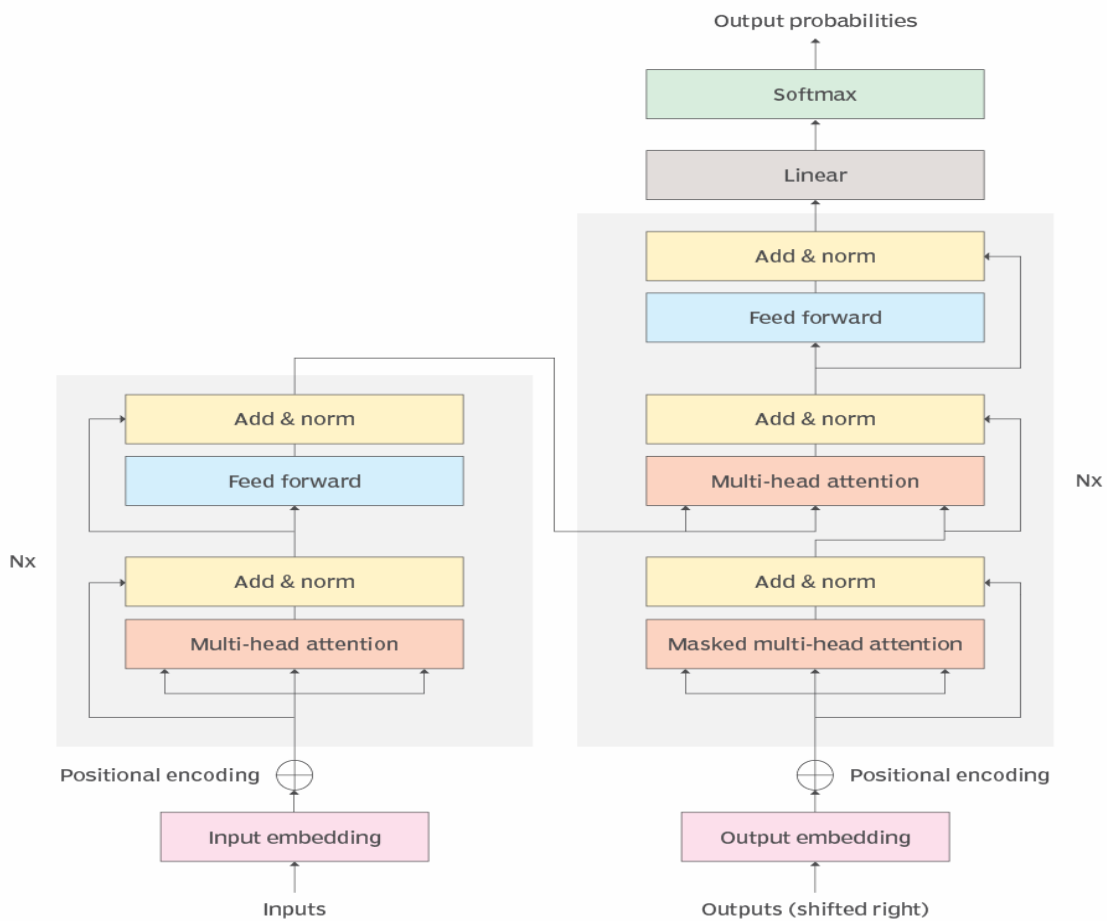 Output probabilities
Softmax
Linear
Add & norm
Feed forward
Add & norm
Add & norm
Feed forward
Multi-head attention
Nx
Nx
Add & norm
Add & norm
Multi-head attention
Masked multi-head attention
Positional encoding
Positional encoding
Input embedding
Output embedding
Inputs
Outputs (shifted right)